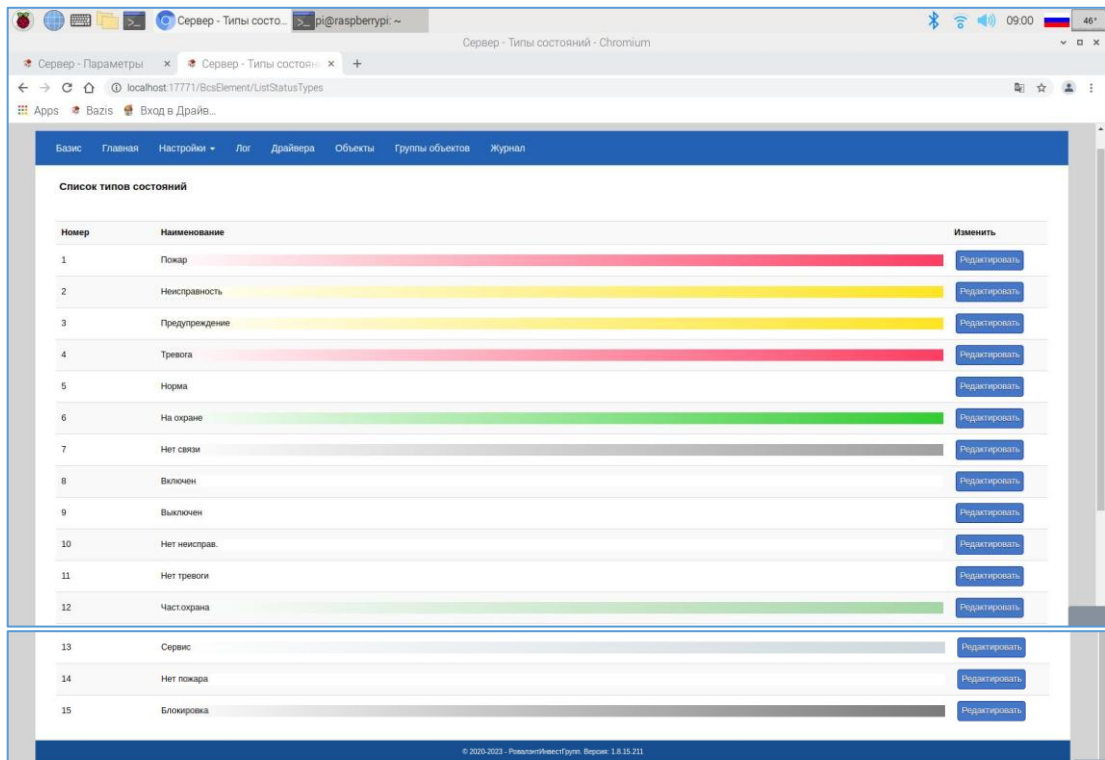 Сервер - Типы состо... pi@raspberrypi: ~ 09:00 46°
Сервер - Типы состояний - Chromium
Сервер - Параметры Сервер - Типы состоян
localhost:17771/BcsElement/ListStatusTypes
Apps Bazis Вход в Драйв...
Базис Главная Настройки Лог Драйвера Объекты Группы объектов Журнал
Список типов состояний
Номер Наименование Изменить
1 Пожар Редактировать
2 Неисправность Редактировать
3 Предупреждение Редактировать
4 Тревога Редактировать
5 Норма Редактировать
6 На охране Редактировать
7 Нет связи Редактировать
8 Включен Редактировать
9 Выключен Редактировать
10 Нет неисправ. Редактировать
11 Нет тревоги Редактировать
12 Част.охрана Редактировать
13 Сервис Редактировать
14 Нет пожара Редактировать
15 Блокировка Редактировать
© 2020-2023 - РовалэнтИнвестГрупп. Версия: 1.8.15.211